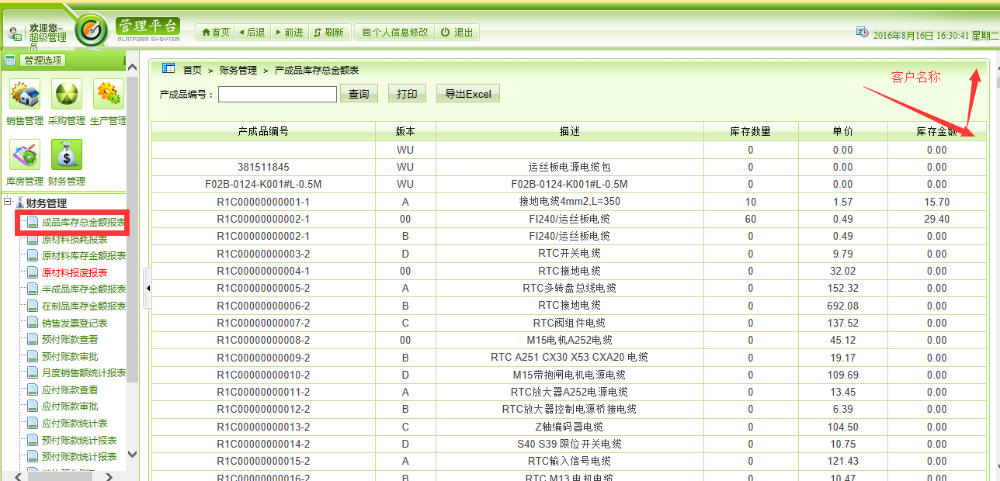 欢迎您--
超级管理
员
管理平台
PLATFORM SYSYTEM
首页 后退 前进 刷新 个人信息修改 退出
2016年8月16日 16:30:41 星期二
管理选项
销售管理 采购管理 生产管理
库房管理 财务管理
财务管理
成品库存总金额报表
原材料损耗报表
原材料库存金额报表
原材料报废报表
半成品库存金额报表
在制品库存金额报表
销售发票登记表
预付账款查看
预付账款审批
月度销售额统计报表
应付账款查看
应付账款审批
应付账款统计表
预付账款统计报表
预付账款统计报表
首页 > 账务管理 > 产成品库存总金额表
客户名称
产成品编号： 查询 打印 导出Excel
产成品编号 版本 描述 库存数量 单价 库存金额
WU 0 0.00 0.00
381511845 WU 运丝板电源电缆包 0 0.00 0.00
F02B-0124-K001#L-0.5M WU F02B-0124-K001#L-0.5M 0 0.00 0.00
R1C00000000001-1 A 接地电缆4mm2,L=350 10 1.57 15.70
R1C00000000002-1 00 FI240/运丝板电缆 60 0.49 29.40
R1C00000000002-1 B FI240/运丝板电缆 0 0.49 0.00
R1C00000000003-2 D RTC开关电缆 0 9.79 0.00
R1C00000000004-1 00 RTC接地电缆 0 32.02 0.00
R1C00000000005-2 A RTC多转盘总线电缆 0 152.32 0.00
R1C00000000006-2 B RTC接地电缆 0 692.08 0.00
R1C00000000007-2 C RTC阀组件电缆 0 137.52 0.00
R1C00000000008-2 00 M15电机A252电缆 0 45.12 0.00
R1C00000000009-2 B RTC A251 CX30 X53 CXA20 电缆 0 19.17 0.00
R1C00000000010-2 D M15带抱闸电机电源电缆 0 109.69 0.00
R1C00000000011-2 A RTC放大器A252电源电缆 0 13.45 0.00
R1C00000000012-2 B RTC放大器控制电源桥接电缆 0 6.39 0.00
R1C00000000013-2 C Z轴编码器电缆 0 104.50 0.00
R1C00000000014-2 D S40 S39 限位开关电缆 0 10.75 0.00
R1C00000000015-2 A RTC输入信号电缆 0 121.43 0.00
R1C00000000016-2 B RTC M13 电机电缆 0 10.47 0.00